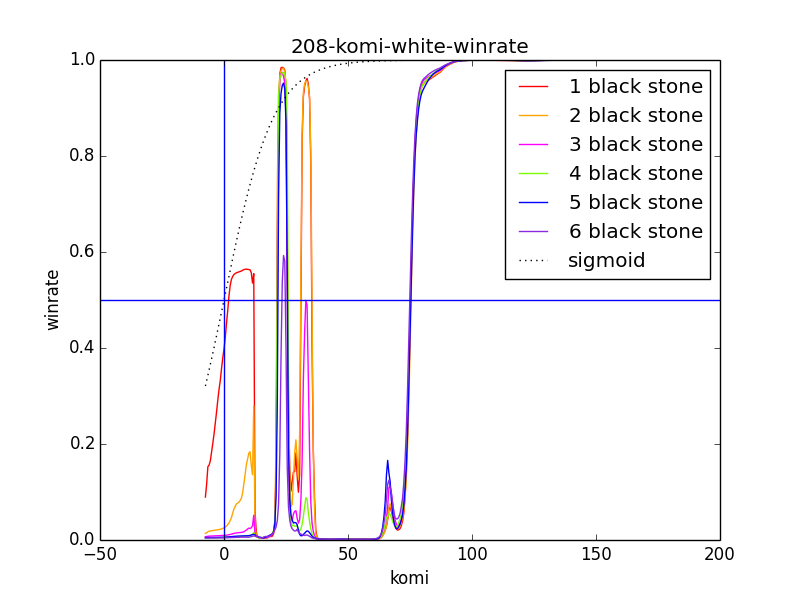 208-komi-white-winrate
1.0
0.8
0.6
0.4
0.2
0.0
winrate
−50
0
50
100
150
200
komi
1 black stone
2 black stone
3 black stone
4 black stone
5 black stone
6 black stone
sigmoid